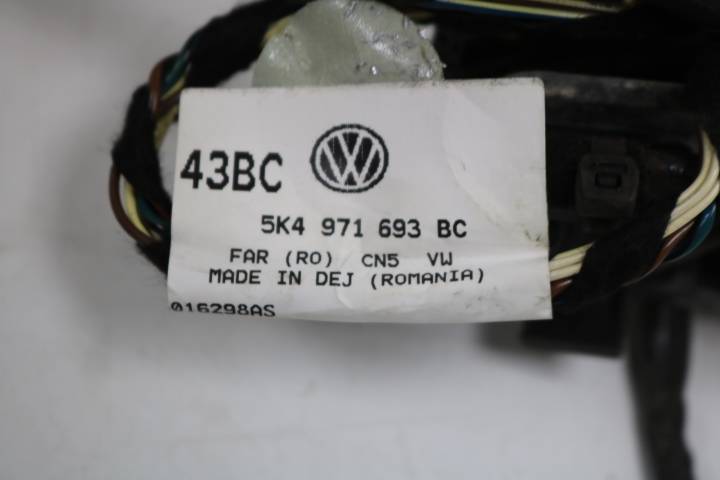 43BC
5K4 971 693 BC
FAR (RO) CN5 VW
MADE IN DEJ (ROMANIA)
016298AS